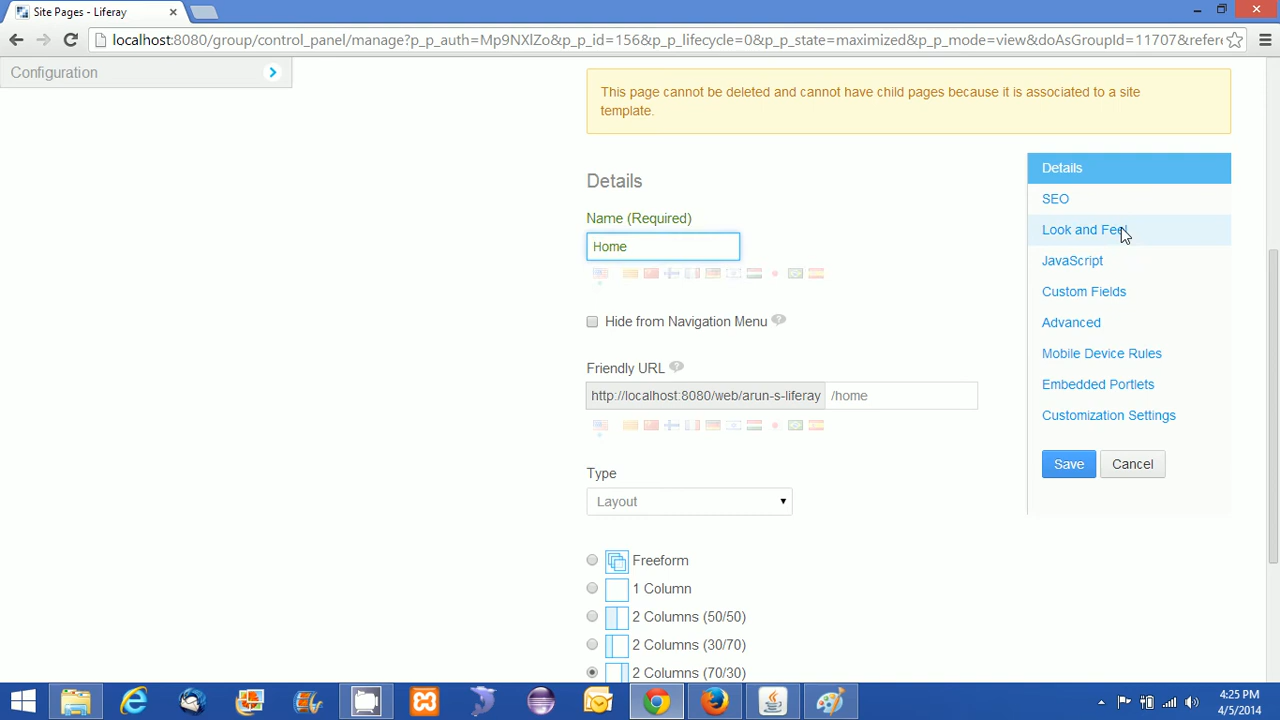 Site Pages - Liferay
localhost:8080/group/control_panel/manage?p_p_auth=Mp9NXlZo&p_p_id=156&p_p_lifecycle=0&p_p_state=maximized&p_p_mode=view&doAsGroupId=11707&refere
Configuration
This page cannot be deleted and cannot have child pages because it is associated to a site
template.
Details
Name (Required)
Home
Hide from Navigation Menu
Friendly URL
http://localhost:8080/web/arun-s-liferay /home
Type
Layout
Freeform
1 Column
2 Columns (50/50)
2 Columns (30/70)
2 Columns (70/30)
Details
SEO
Look and Feel
JavaScript
Custom Fields
Advanced
Mobile Device Rules
Embedded Portlets
Customization Settings
Save Cancel
4:25 PM
4/5/2014